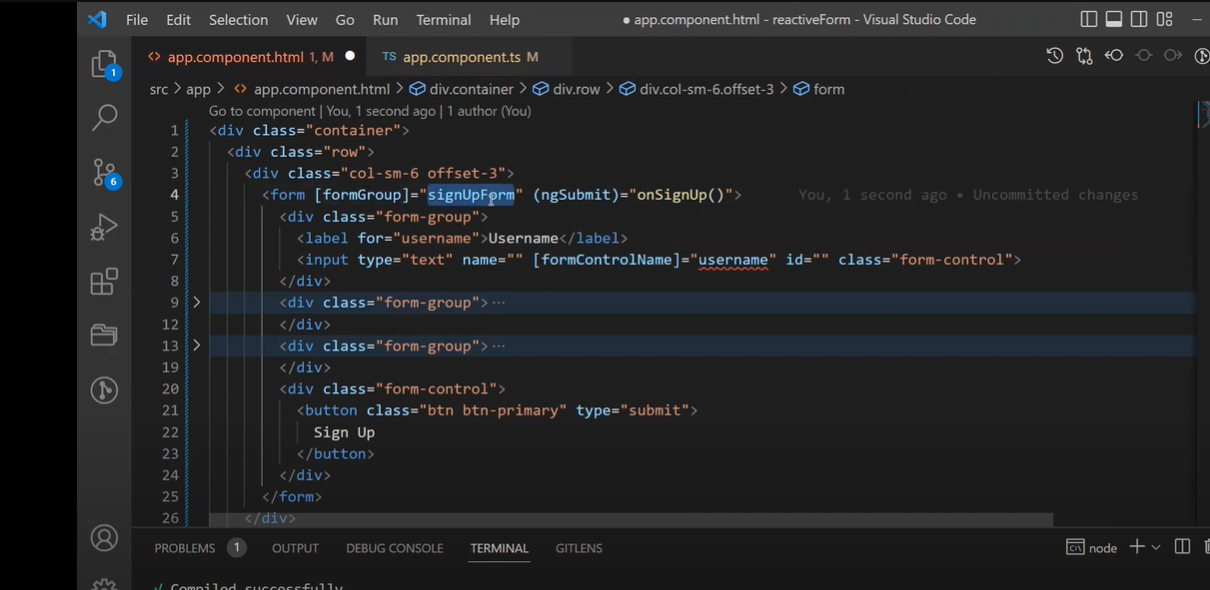 File Edit Selection View Go Run Terminal Help ● app.component.html - reactiveForm - Visual Studio Code
<> app.component.html 1, M ● TS app.component.ts M
1
src > app > <> app.component.html > div.container > div.row > div.col-sm-6.offset-3 > form
Go to component | You, 1 second ago | 1 author (You)
1 <div class="container">
2 <div class="row">
3 <div class="col-sm-6 offset-3">
6
4 <form [formGroup]="signUpForm" (ngSubmit)="onSignUp()"> You, 1 second ago • Uncommitted changes
5 <div class="form-group">
6 <label for="username">Username</label>
7 <input type="text" name="" [formControlName]="username" id="" class="form-control">
8 </div>
9 > <div class="form-group"> ...
12 </div>
13 > <div class="form-group"> ...
19 </div>
20 <div class="form-control">
21 <button class="btn btn-primary" type="submit">
22 Sign Up
23 </button>
24 </div>
25 </form>
26 </div>
PROBLEMS 1 OUTPUT DEBUG CONSOLE TERMINAL GITLENS node
√ Compiled successfully